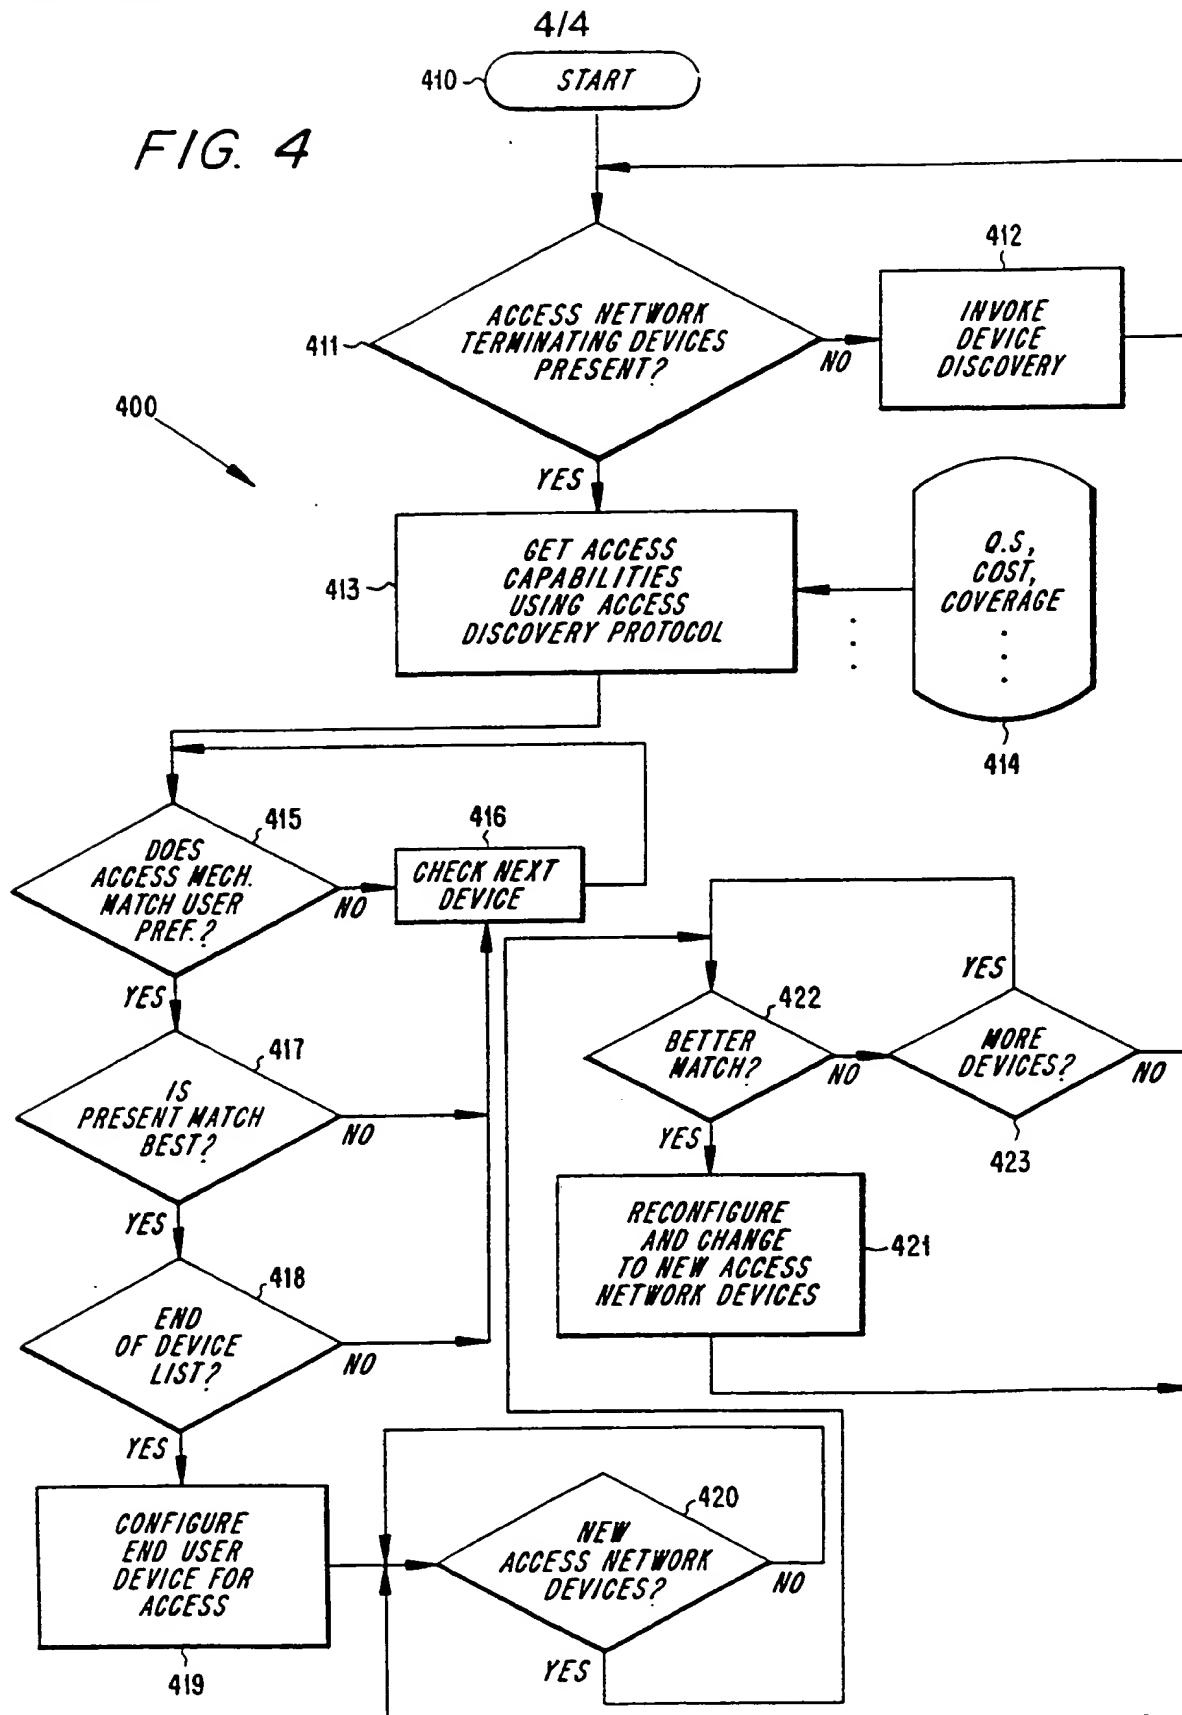 4/4
FIG. 4
410
START
411
ACCESS NETWORK
TERMINATING DEVICES
PRESENT?
NO
YES
412
INVOKE
DEVICE
DISCOVERY
400
413
GET ACCESS
CAPABILITIES
USING ACCESS
DISCOVERY PROTOCOL
Q.S,
COST,
COVERAGE
414
415
DOES
ACCESS MECH.
MATCH USER
PREF.?
NO
YES
416
CHECK NEXT
DEVICE
417
IS
PRESENT MATCH
BEST?
NO
YES
418
END
OF DEVICE
LIST?
NO
YES
422
BETTER
MATCH?
NO
YES
YES
MORE
DEVICES?
NO
423
RECONFIGURE
AND CHANGE
TO NEW ACCESS
NETWORK DEVICES
421
CONFIGURE
END USER
DEVICE FOR
ACCESS
419
420
NEW
ACCESS NETWORK
DEVICES?
NO
YES